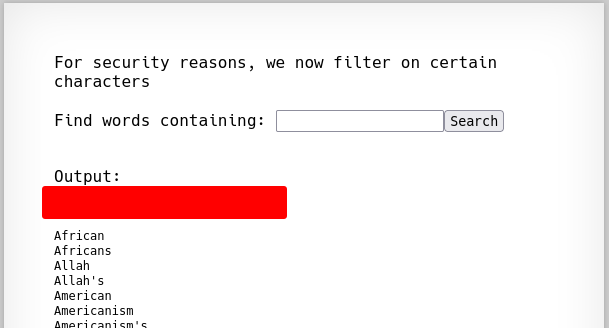 For security reasons, we now filter on certain
characters
Find words containing: Search
Output:
African
Africans
Allah
Allah's
American
Americanism
Americanism's